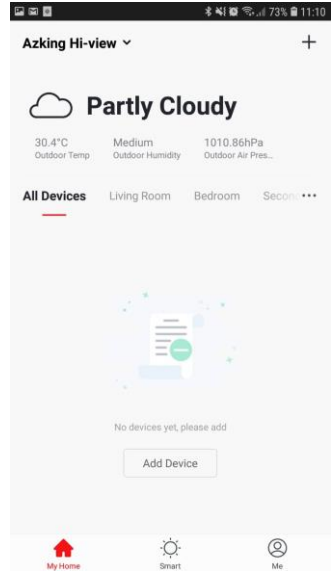 73% 11:10
Azking Hi-view
Partly Cloudy
30.4°C Medium 1010.86hPa
Outdoor Temp Outdoor Humidity Outdoor Air Pres...
All Devices Living Room Bedroom Secon
No devices yet, please add
Add Device
My Home Smart Me